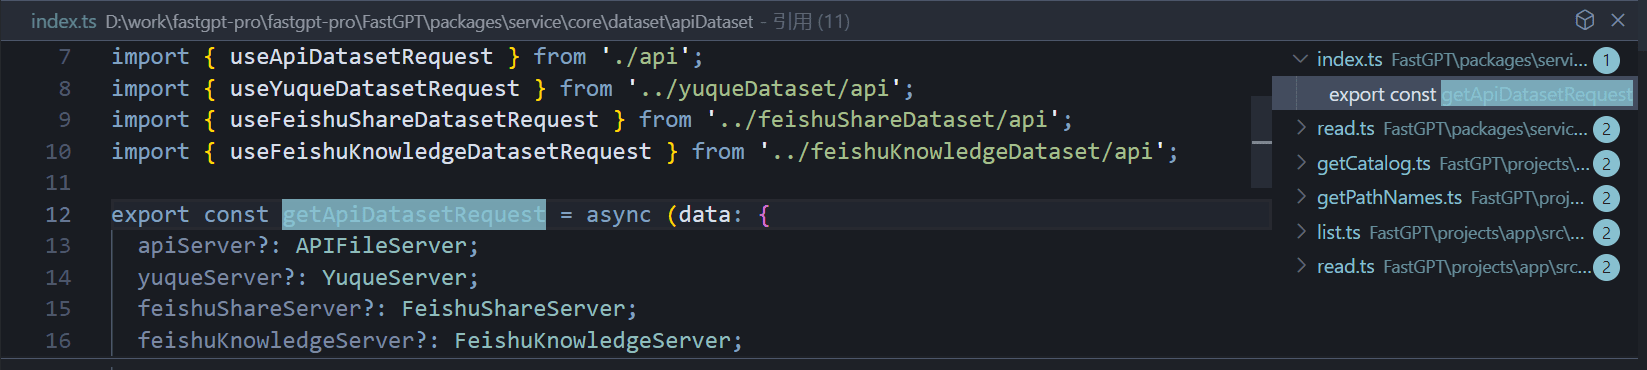 index.ts D:\work\fastgpt-pro\fastgpt-pro\FastGPT\packages\service\core\dataset\apiDataset - 引用 (11)
7 import { useApiDatasetRequest } from './api';
8 import { useYuqueDatasetRequest } from '../yuqueDataset/api';
9 import { useFeishuShareDatasetRequest } from '../feishuShareDataset/api';
10 import { useFeishuKnowledgeDatasetRequest } from '../feishuKnowledgeDataset/api';
11
12 export const getApiDatasetRequest = async (data: {
13 apiServer?: APIFileServer;
14 yuqueServer?: YuqueServer;
15 feishuShareServer?: FeishuShareServer;
16 feishuKnowledgeServer?: FeishuKnowledgeServer;
index.ts FastGPT\packages\servi... 1
export const getApiDatasetRequest
read.ts FastGPT\packages\servic... 2
getCatalog.ts FastGPT\projects\... 2
getPathNames.ts FastGPT\proj... 2
list.ts FastGPT\projects\app\src\... 2
read.ts FastGPT\projects\app\src... 2